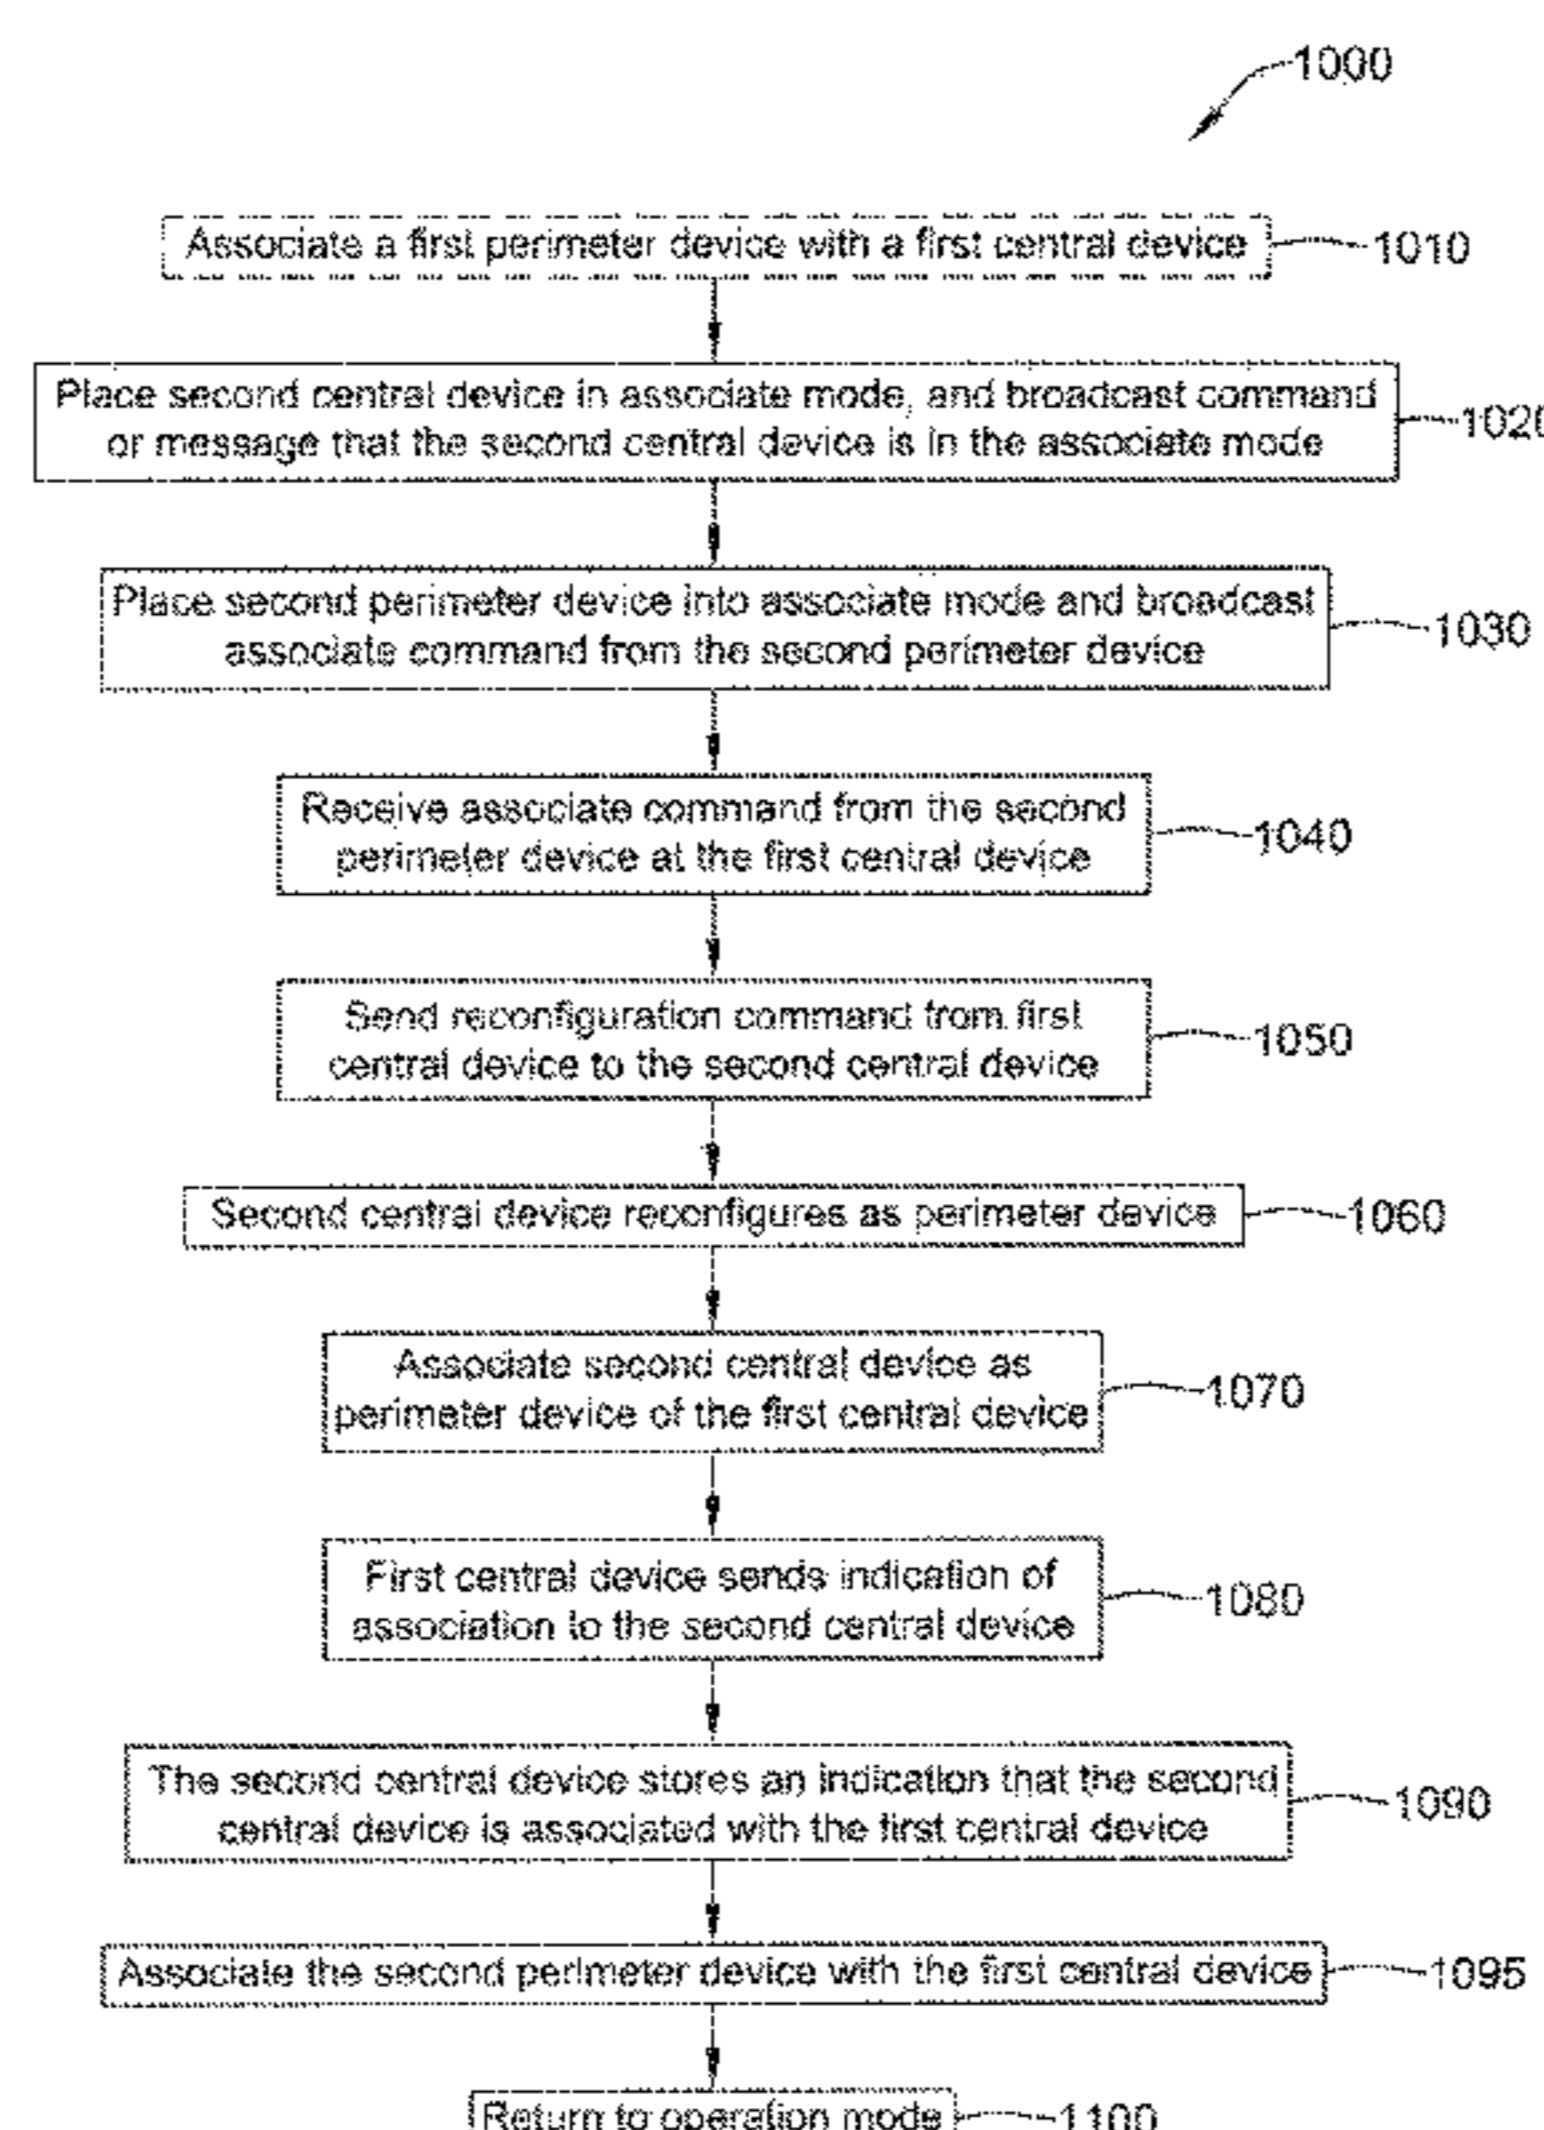 1000
Associate a first perimeter device with a first central device
1010
Place second central device in associate mode, and broadcast command
or message that the second central device is in the associate mode
1020
Place second perimeter device into associate mode and broadcast
associate command from the second perimeter device
1030
Receive associate command from the second
perimeter device at the first central device
1040
Send reconfiguration command from first
central device to the second central device
1050
Second central device reconfigures as perimeter device
1060
Associate second central device as
perimeter device of the first central device
1070
First central device sends indication of
association to the second central device
1080
The second central device stores an indication that the second
central device is associated with the first central device
1090
Associate the second perimeter device with the first central device
1095
Return to operation mode
1100